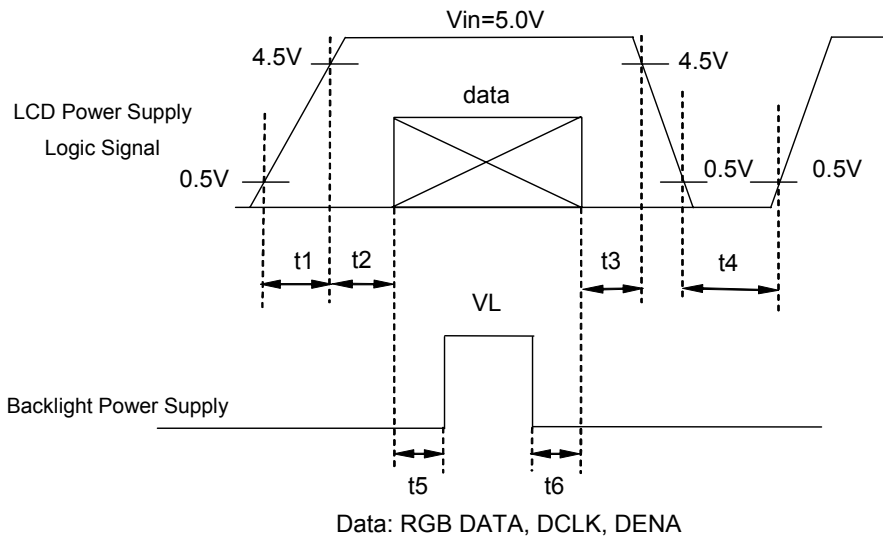 Vin=5.0V
4.5V
4.5V
data
LCD Power Supply
Logic Signal
0.5V
0.5V
0.5V
t1
t2
t3
t4
VL
Backlight Power Supply
t5
t6
Data: RGB DATA, DCLK, DENA